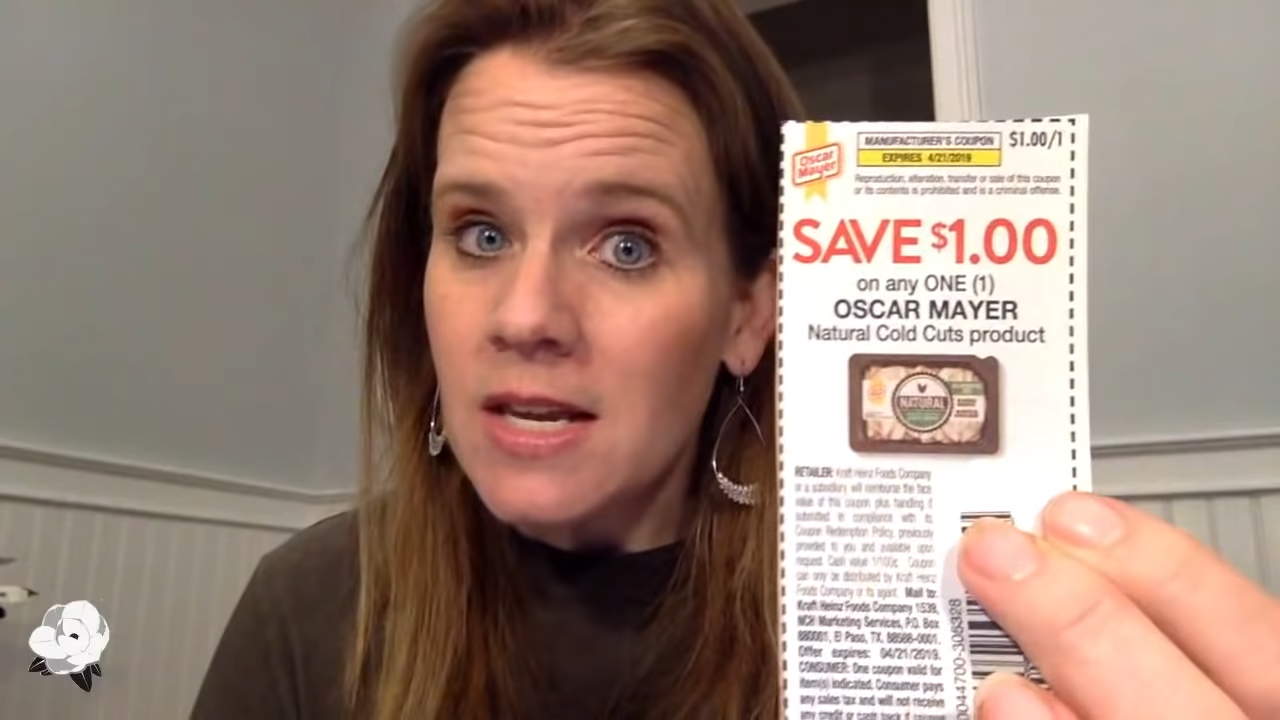 Oscar
Mayer
MANUFACTURER'S COUPON
$1.00/1
EXPIRES 4/21/2019
Reproduction, alteration, transfer or sale of this coupon
or its contents is prohibited and is a criminal offense.
SAVE $1.00
on any ONE (1)
OSCAR MAYER
Natural Cold Cuts product
NATURAL
RETAILER: Kraft Heinz Foods Company
or a subsidiary will reimburse the face
value of this coupon plus handling if
submitted in compliance with its
Coupon Redemption Policy, previously
provided to you and available upon
request. Cash value 1/100¢. Coupon
can only be distributed by Kraft Heinz
Foods Company or its agent. Mail to:
Kraft Heinz Foods Company 1539,
NCH Marketing Services, P.O. Box
880001, El Paso, TX, 88588-0001.
Offer expires: 04/21/2019.
CONSUMER: One coupon valid for
item(s) indicated. Consumer pays
any sales tax and will not receive
any credit or cash back if